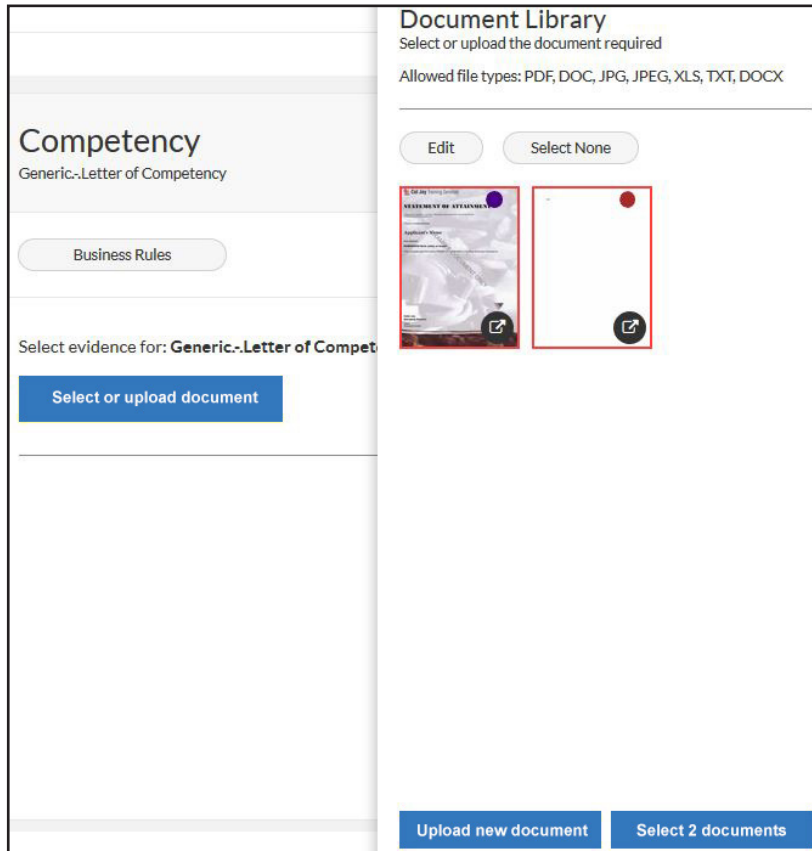 Competency
Generic.-.Letter of Competency
Business Rules
Select evidence for: Generic.-.Letter of Compet
Select or upload document
Document Library
Select or upload the document required
Allowed file types: PDF, DOC, JPG, JPEG, XLS, TXT, DOCX
Edit
Select None
STATEMENT OF ATTAINMENT
Applicant's Name
Upload new document
Select 2 documents